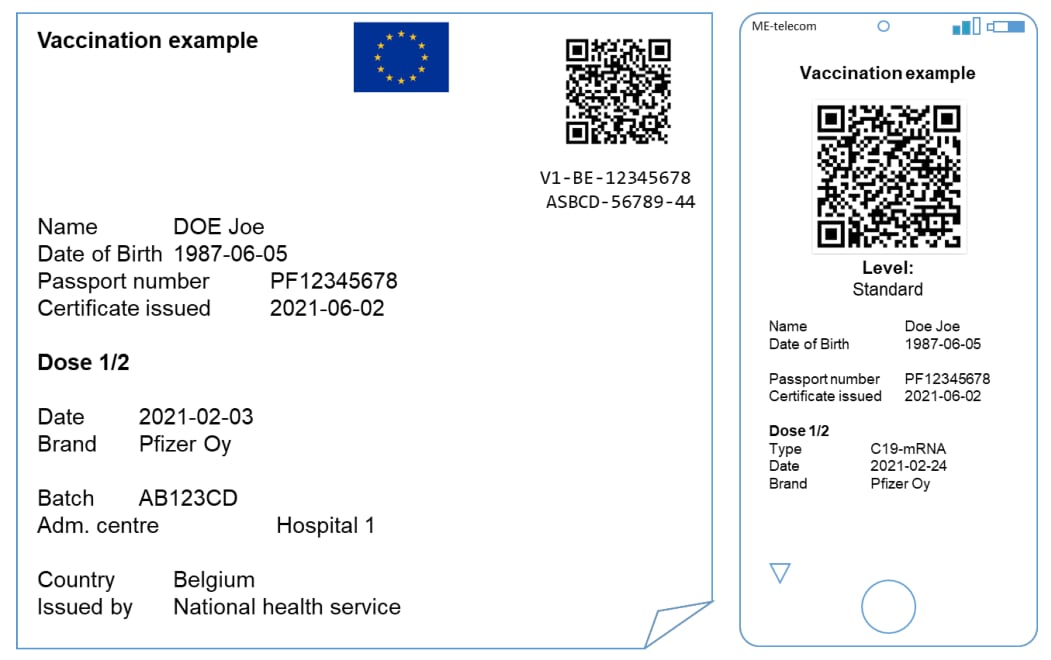 Vaccination example
V1-BE-12345678
ASBCD-56789-44
Name DOE Joe
Date of Birth 1987-06-05
Passport number PF12345678
Certificate issued 2021-06-02
Dose 1/2
Date 2021-02-03
Brand Pfizer Oy
Batch AB123CD
Adm. centre Hospital 1
Country Belgium
Issued by National health service
ME-telecom
Vaccination example
Level:
Standard
Name Doe Joe
Date of Birth 1987-06-05
Passport number PF12345678
Certificate issued 2021-06-02
Dose 1/2
Type C19-mRNA
Date 2021-02-24
Brand Pfizer Oy